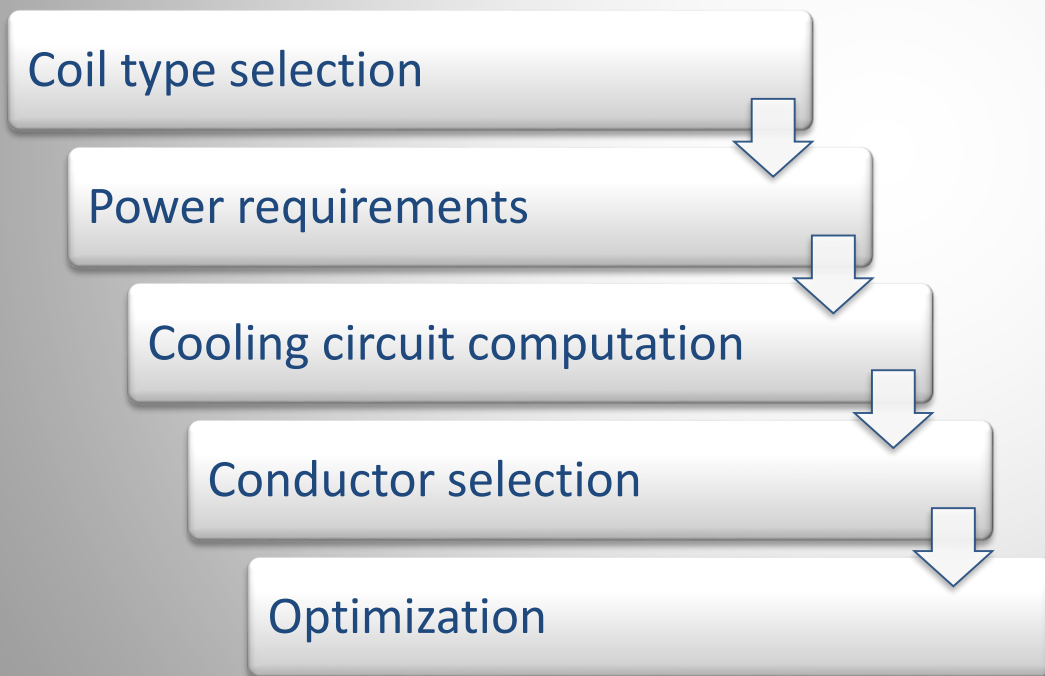 Coil type selection
Power requirements
Cooling circuit computation
Conductor selection
Optimization